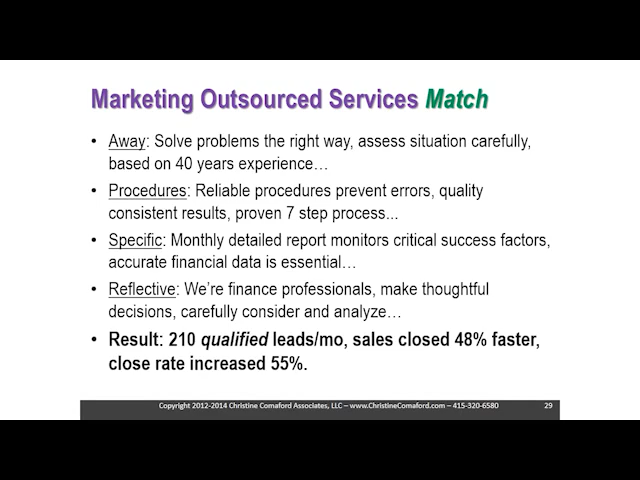 Marketing Outsourced Services Match
• Away: Solve problems the right way, assess situation carefully,
based on 40 years experience…
• Procedures: Reliable procedures prevent errors, quality
consistent results, proven 7 step process...
• Specific: Monthly detailed report monitors critical success factors,
accurate financial data is essential…
• Reflective: We’re finance professionals, make thoughtful
decisions, carefully consider and analyze…
• Result: 210 qualified leads/mo, sales closed 48% faster,
close rate increased 55%.
Copyright 2012-2014 Christine Comaford Associates, LLC – www.ChristineComaford.com – 415-320-6580 29